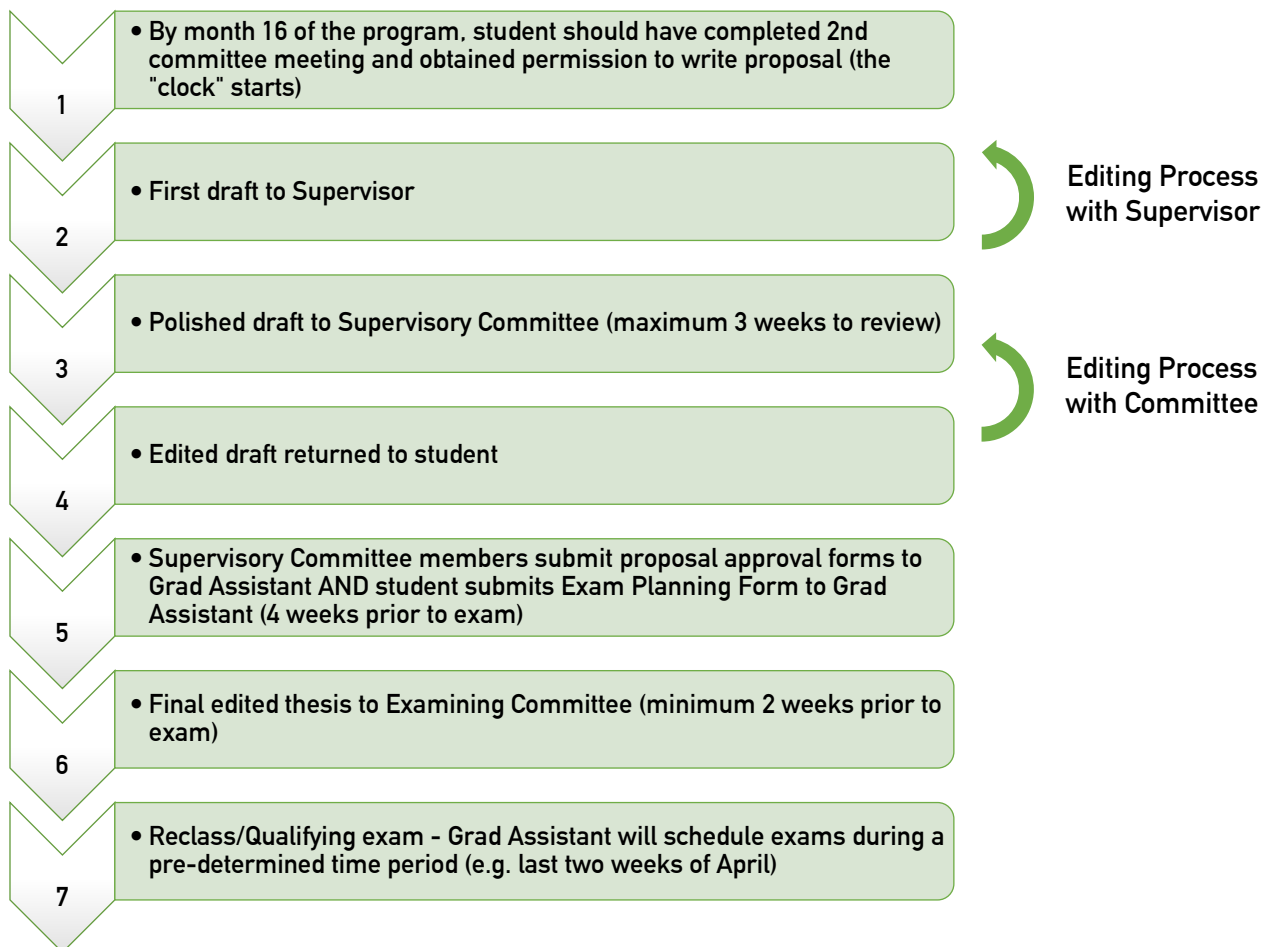 • By month 16 of the program, student should have completed 2nd
committee meeting and obtained permission to write proposal (the
"clock" starts)
1
• First draft to Supervisor
2
Editing Process
with Supervisor
• Polished draft to Supervisory Committee (maximum 3 weeks to review)
3
Editing Process
with Committee
• Edited draft returned to student
4
• Supervisory Committee members submit proposal approval forms to
Grad Assistant AND student submits Exam Planning Form to Grad
Assistant (4 weeks prior to exam)
5
• Final edited thesis to Examining Committee (minimum 2 weeks prior to
exam)
6
• Reclass/Qualifying exam - Grad Assistant will schedule exams during a
pre-determined time period (e.g. last two weeks of April)
7